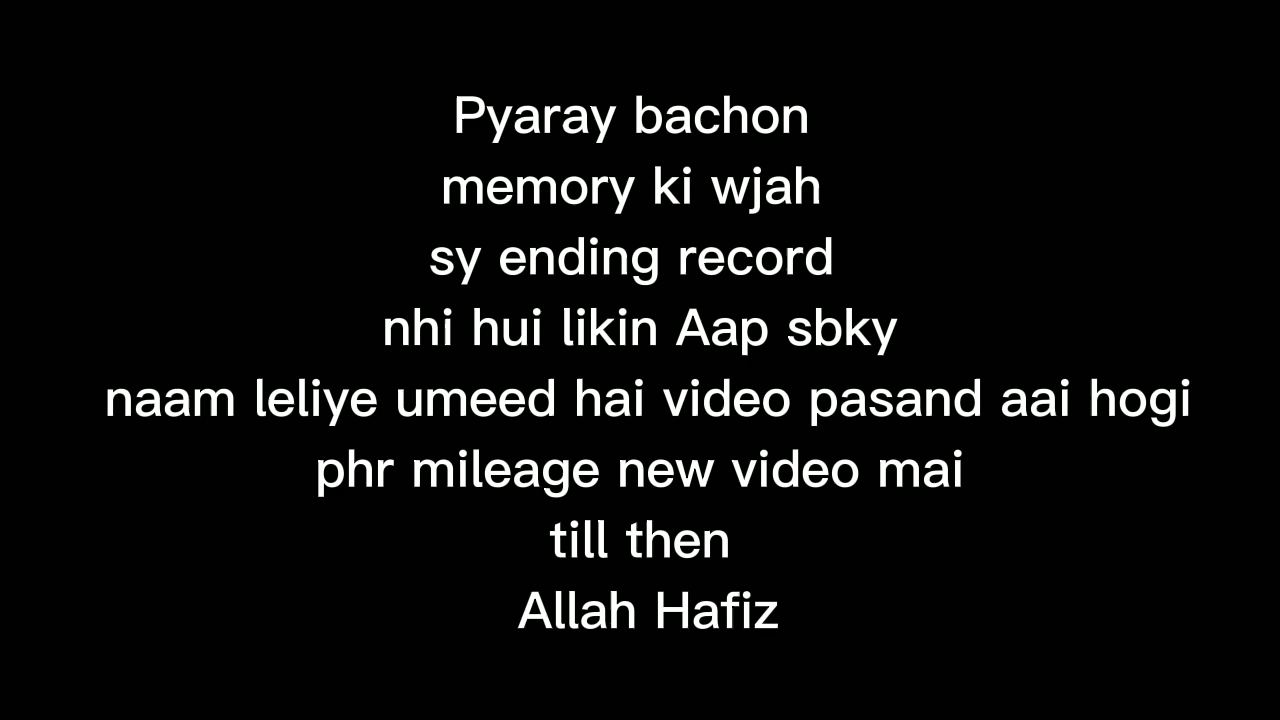 Pyaray bachon
memory ki wjah
sy ending record
nhi hui likin Aap sbky
naam leliye umeed hai video pasand aai hogi
phr mileage new video mai
till then
Allah Hafiz